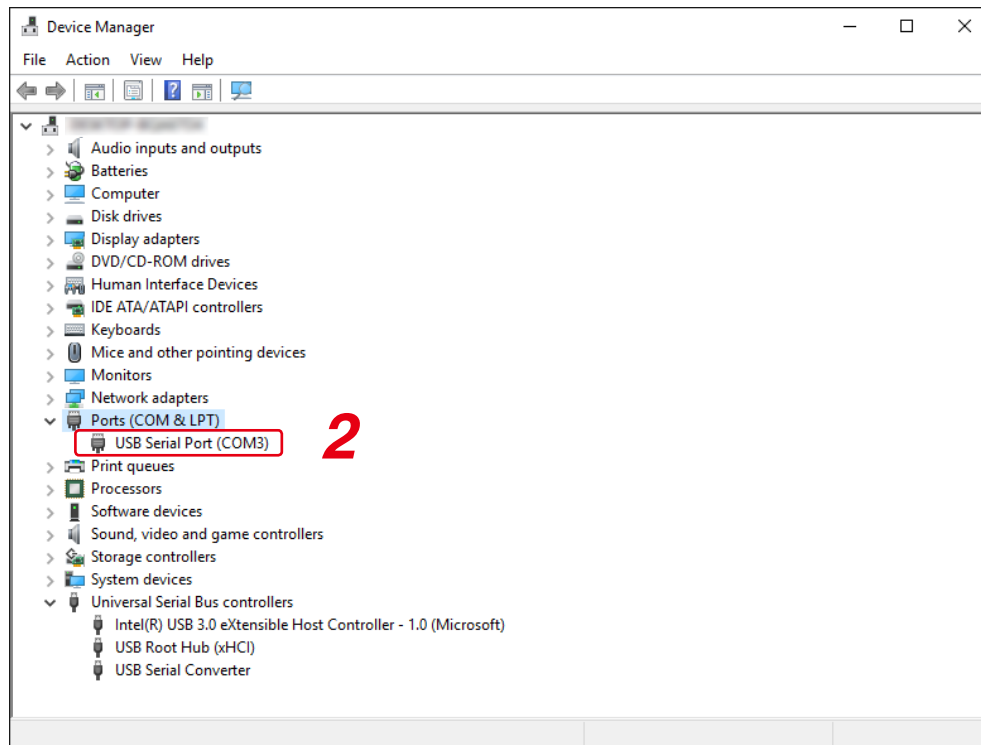 Device Manager
File Action View Help
Audio inputs and outputs
Batteries
Computer
Disk drives
Display adapters
DVD/CD-ROM drives
Human Interface Devices
IDE ATA/ATAPI controllers
Keyboards
Mice and other pointing devices
Monitors
Network adapters
Ports (COM & LPT)
USB Serial Port (COM3)
2
Print queues
Processors
Software devices
Sound, video and game controllers
Storage controllers
System devices
Universal Serial Bus controllers
Intel(R) USB 3.0 eXtensible Host Controller - 1.0 (Microsoft)
USB Root Hub (xHCI)
USB Serial Converter